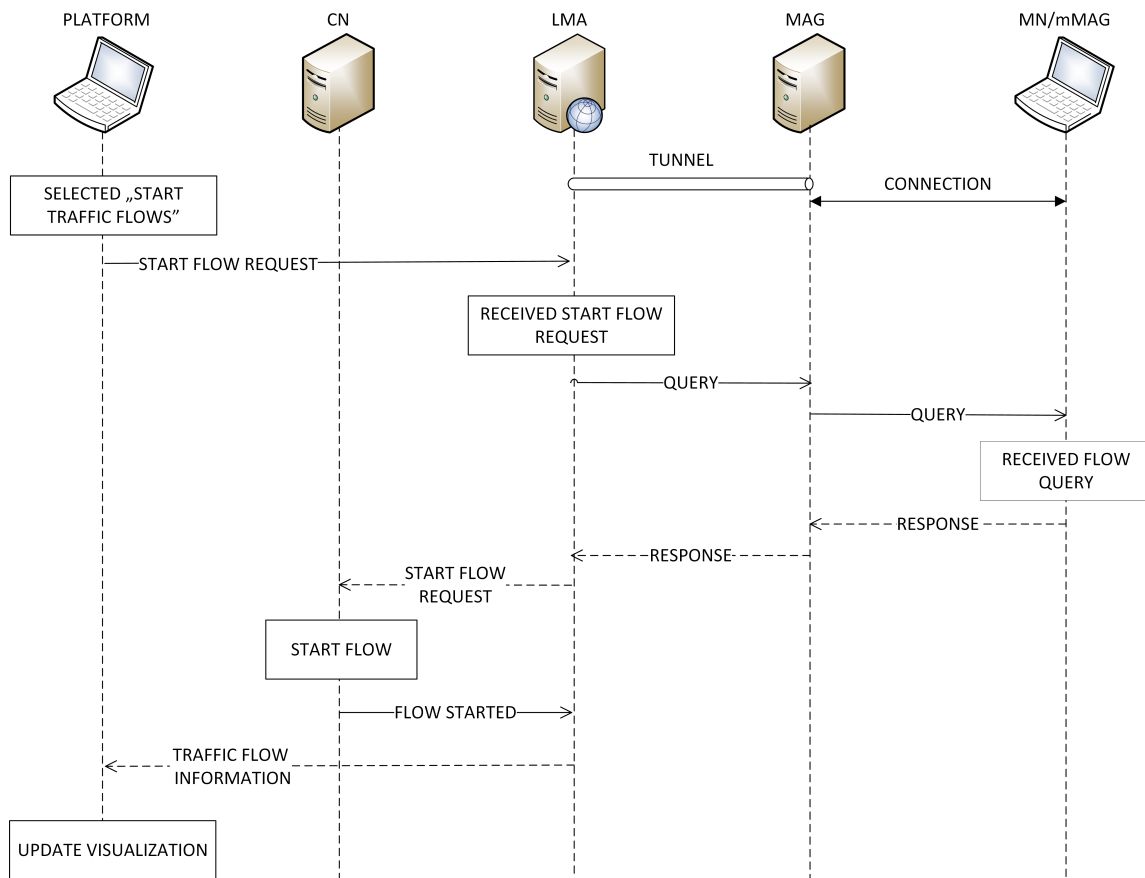 PLATFORM
CN
LMA
MAG
MN/mMAG
TUNNEL
CONNECTION
SELECTED „START
TRAFFIC FLOWS”
START FLOW REQUEST
RECEIVED START FLOW
REQUEST
QUERY
QUERY
RECEIVED FLOW
QUERY
RESPONSE
RESPONSE
START FLOW
REQUEST
START FLOW
FLOW STARTED
TRAFFIC FLOW
INFORMATION
UPDATE VISUALIZATION